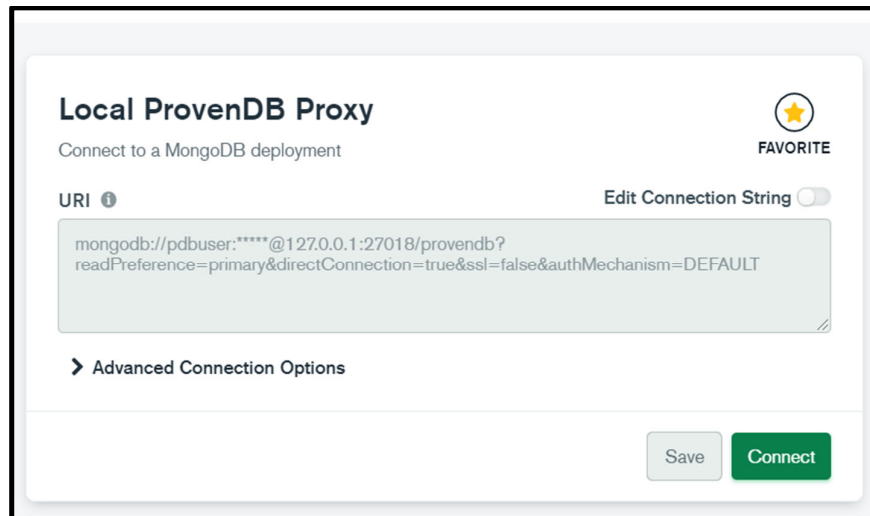 Local ProvenDB Proxy
Connect to a MongoDB deployment
FAVORITE
URI
Edit Connection String
mongodb://pdbuser:*****@127.0.0.1:27018/provendb?
readPreference=primary&directConnection=true&ssl=false&authMechanism=DEFAULT
Advanced Connection Options
Save
Connect